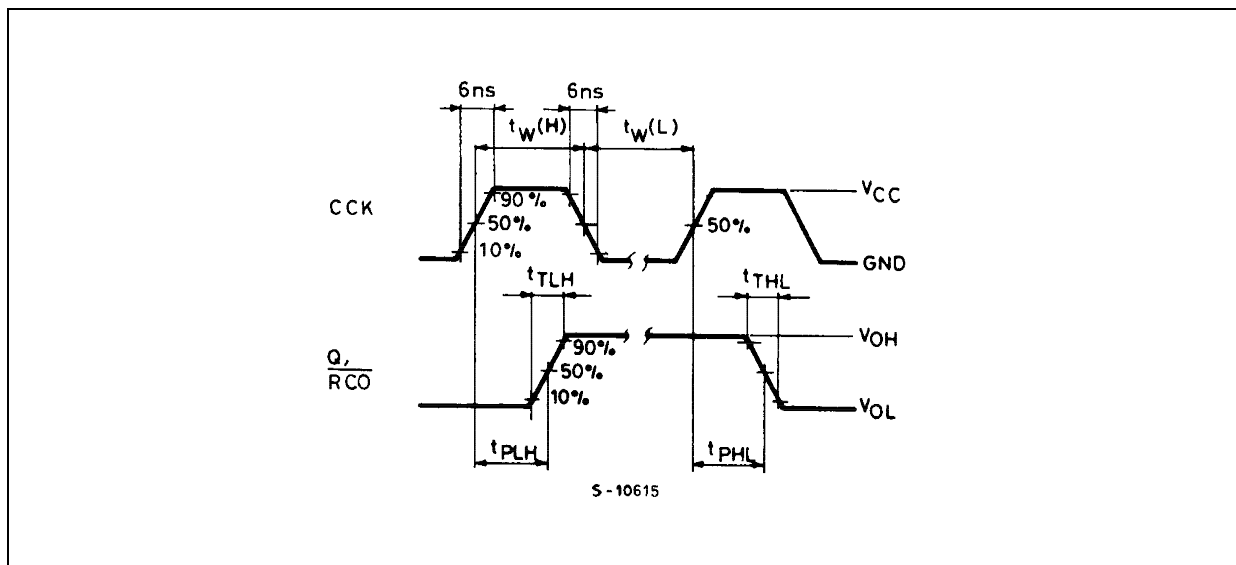 6ns 6ns
tW(H) tW(L)
CCK
90%
50%
10%
50%
VCC
GND
tTLH tTHL
Q,
RCO
90%
50%
10%
VOH
VOL
tPLH tPHL
S-10615